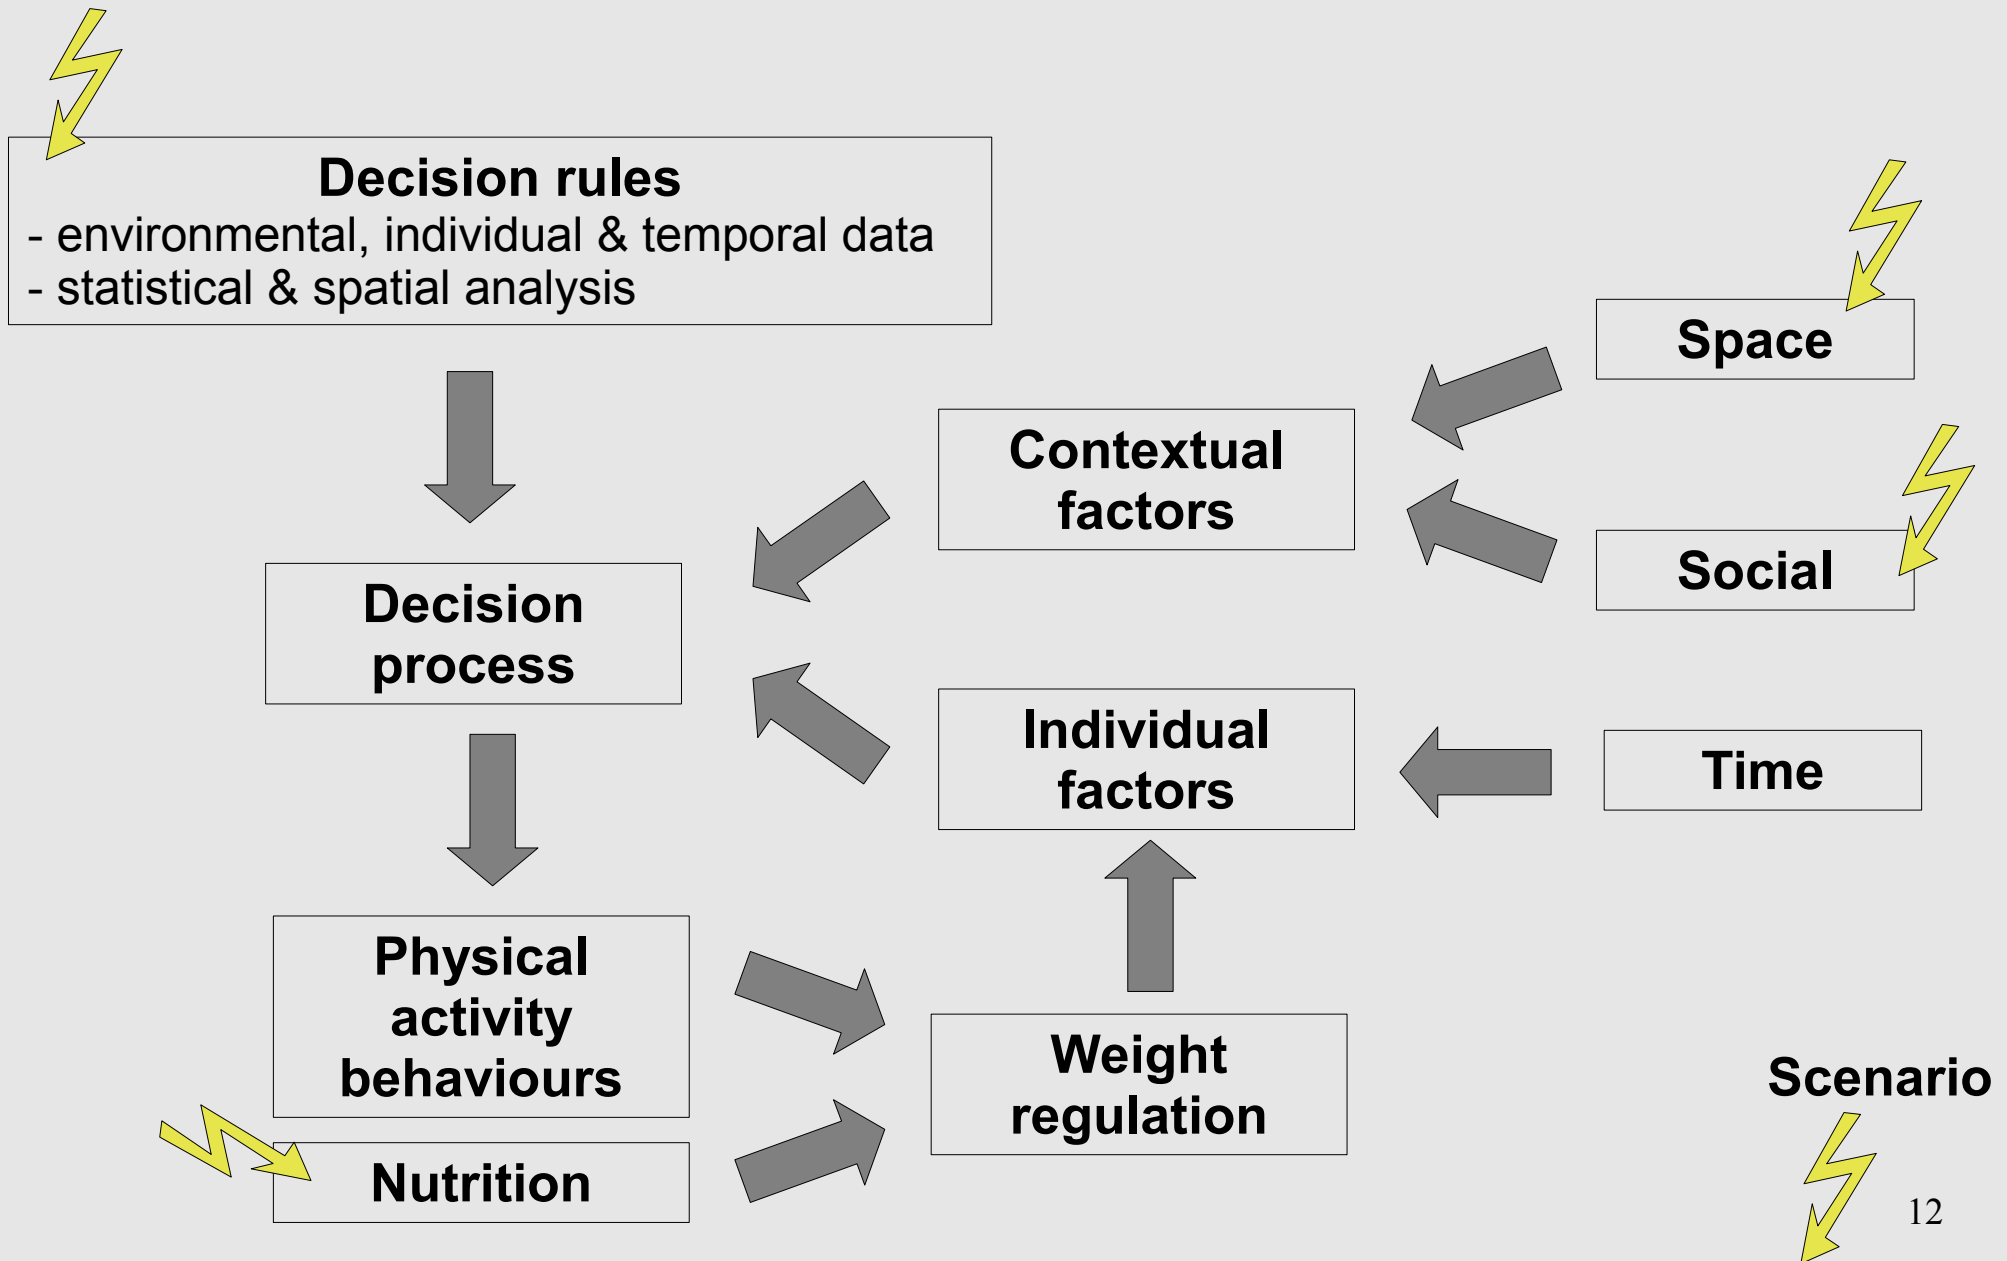 Decision rules
- environmental, individual & temporal data
- statistical & spatial analysis
Space
Contextual
factors
Social
Decision
process
Individual
factors
Time
Physical
activity
behaviours
Weight
regulation
Nutrition
Scenario
12